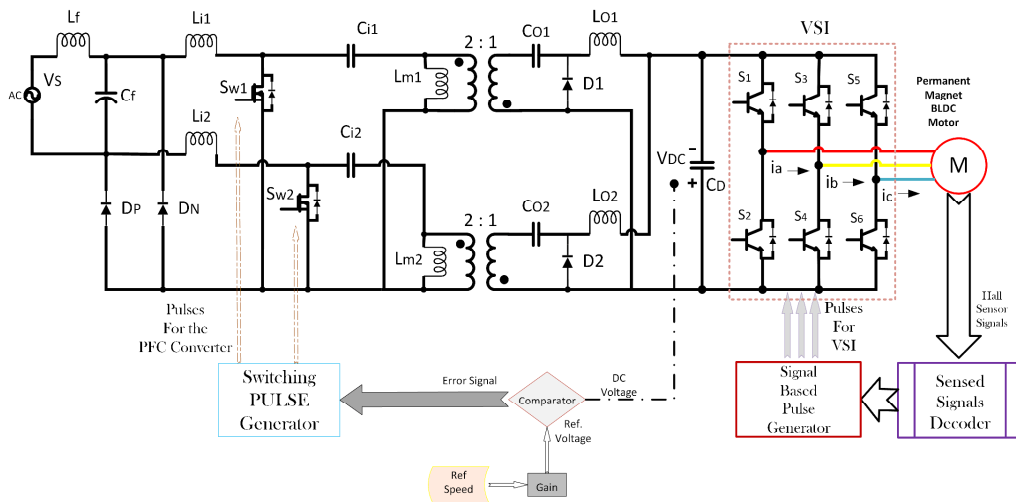 Lf
Li1
Ci1
2 : 1
CO1
LO1
VSI
AC
VS
Cf
Sw1
Lm1
D1
S1
S3
S5
Permanent
Magnet
BLDC
Motor
Li2
Ci2
VDC
-
+
CD
ia
ib
ic
M
DP
DN
Sw2
2 : 1
CO2
LO2
Lm2
D2
S2
S4
S6
Pulses
For the
PFC Converter
Pulses
For
VSI
Hall
Sensor
Signals
Switching
PULSE
Generator
Error Signal
Comparator
DC
Voltage
Ref.
Voltage
Signal
Based
Pulse
Generator
Sensed
Signals
Decoder
Ref
Speed
Gain